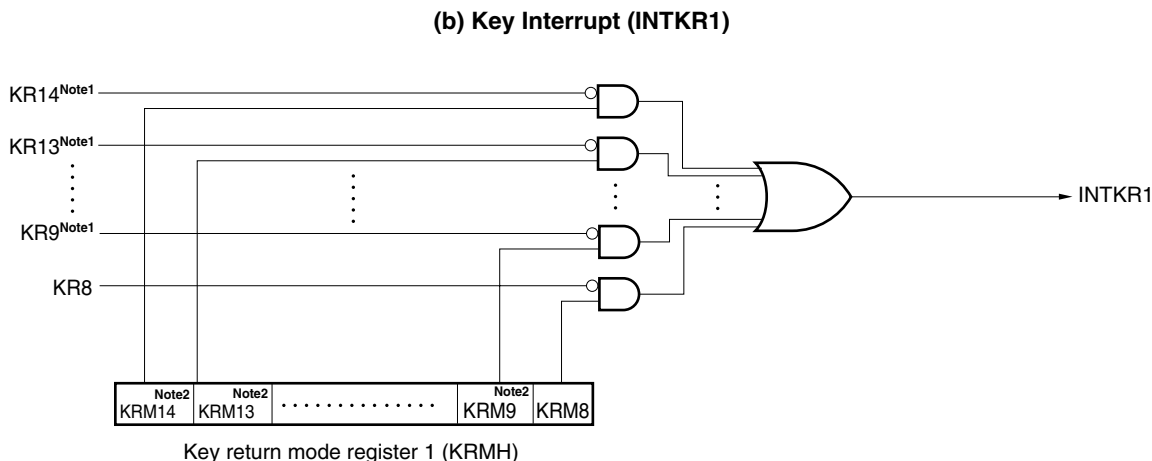 (b) Key Interrupt (INTKR1)
KR14Note1
KR13Note1
KR9Note1
KR8
INTKR1
Note2
KRM14
Note2
KRM13
Note2
KRM9
KRM8
Key return mode register 1 (KRMH)